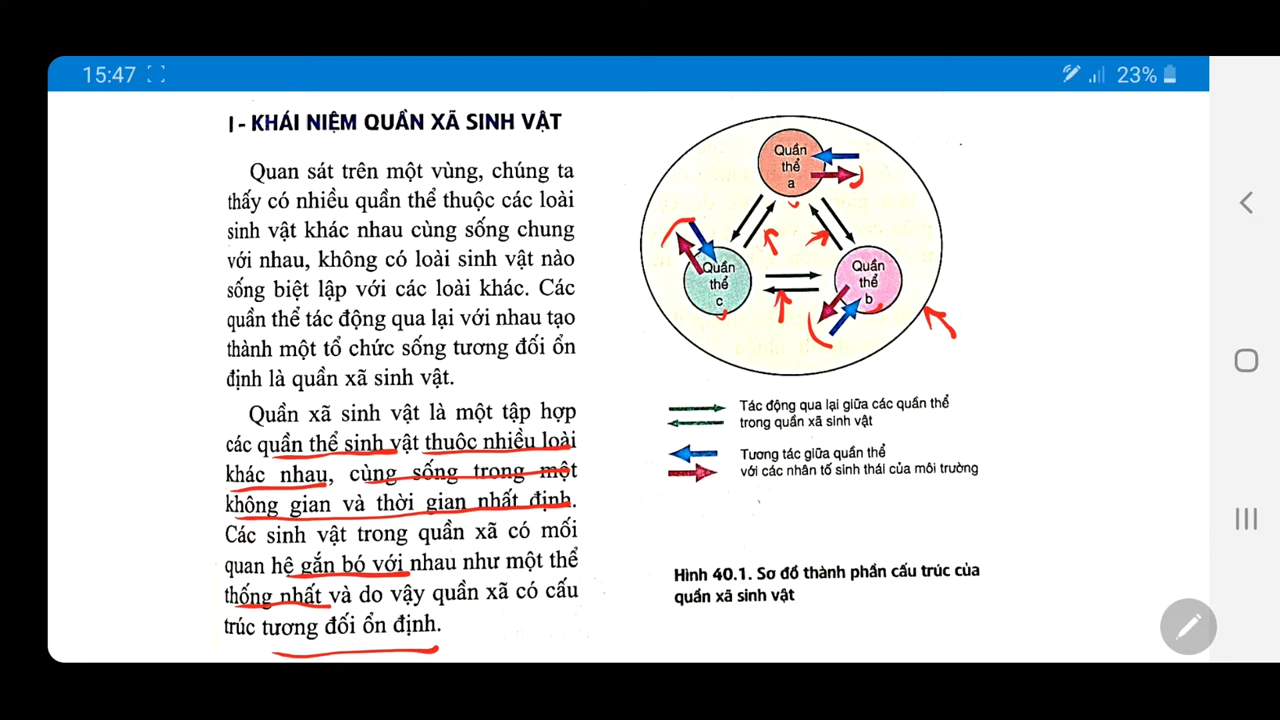 15:47
23%
I - KHÁI NIỆM QUẦN XÃ SINH VẬT
Quan sát trên một vùng, chúng ta
thấy có nhiều quần thể thuộc các loài
sinh vật khác nhau cùng sống chung
với nhau, không có loài sinh vật nào
sống biệt lập với các loài khác. Các
quần thể tác động qua lại với nhau tạo
thành một tổ chức sống tương đối ổn
định là quần xã sinh vật.
Quần xã sinh vật là một tập hợp
các quần thể sinh vật thuộc nhiều loài
khác nhau, cùng sống trong một
không gian và thời gian nhất định.
Các sinh vật trong quần xã có mối
quan hệ gắn bó với nhau như một thể
thống nhất và do vậy quần xã có cấu
trúc tương đối ổn định.
Quần
thể
a
Quần
thể
c
Quần
thể
b
Tác động qua lại giữa các quần thể
trong quần xã sinh vật
Tương tác giữa quần thể
với các nhân tố sinh thái của môi trường
Hình 40.1. Sơ đồ thành phần cấu trúc của
quần xã sinh vật